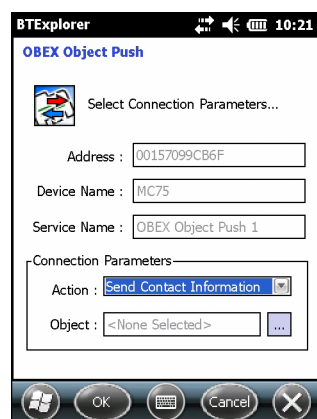 BTExplorer 10:21
OBEX Object Push
Select Connection Parameters...
Address : 00157099CB6F
Device Name : MC75
Service Name : OBEX Object Push 1
Connection Parameters
Action : Send Contact Information
Object : <None Selected> ...
OK Cancel